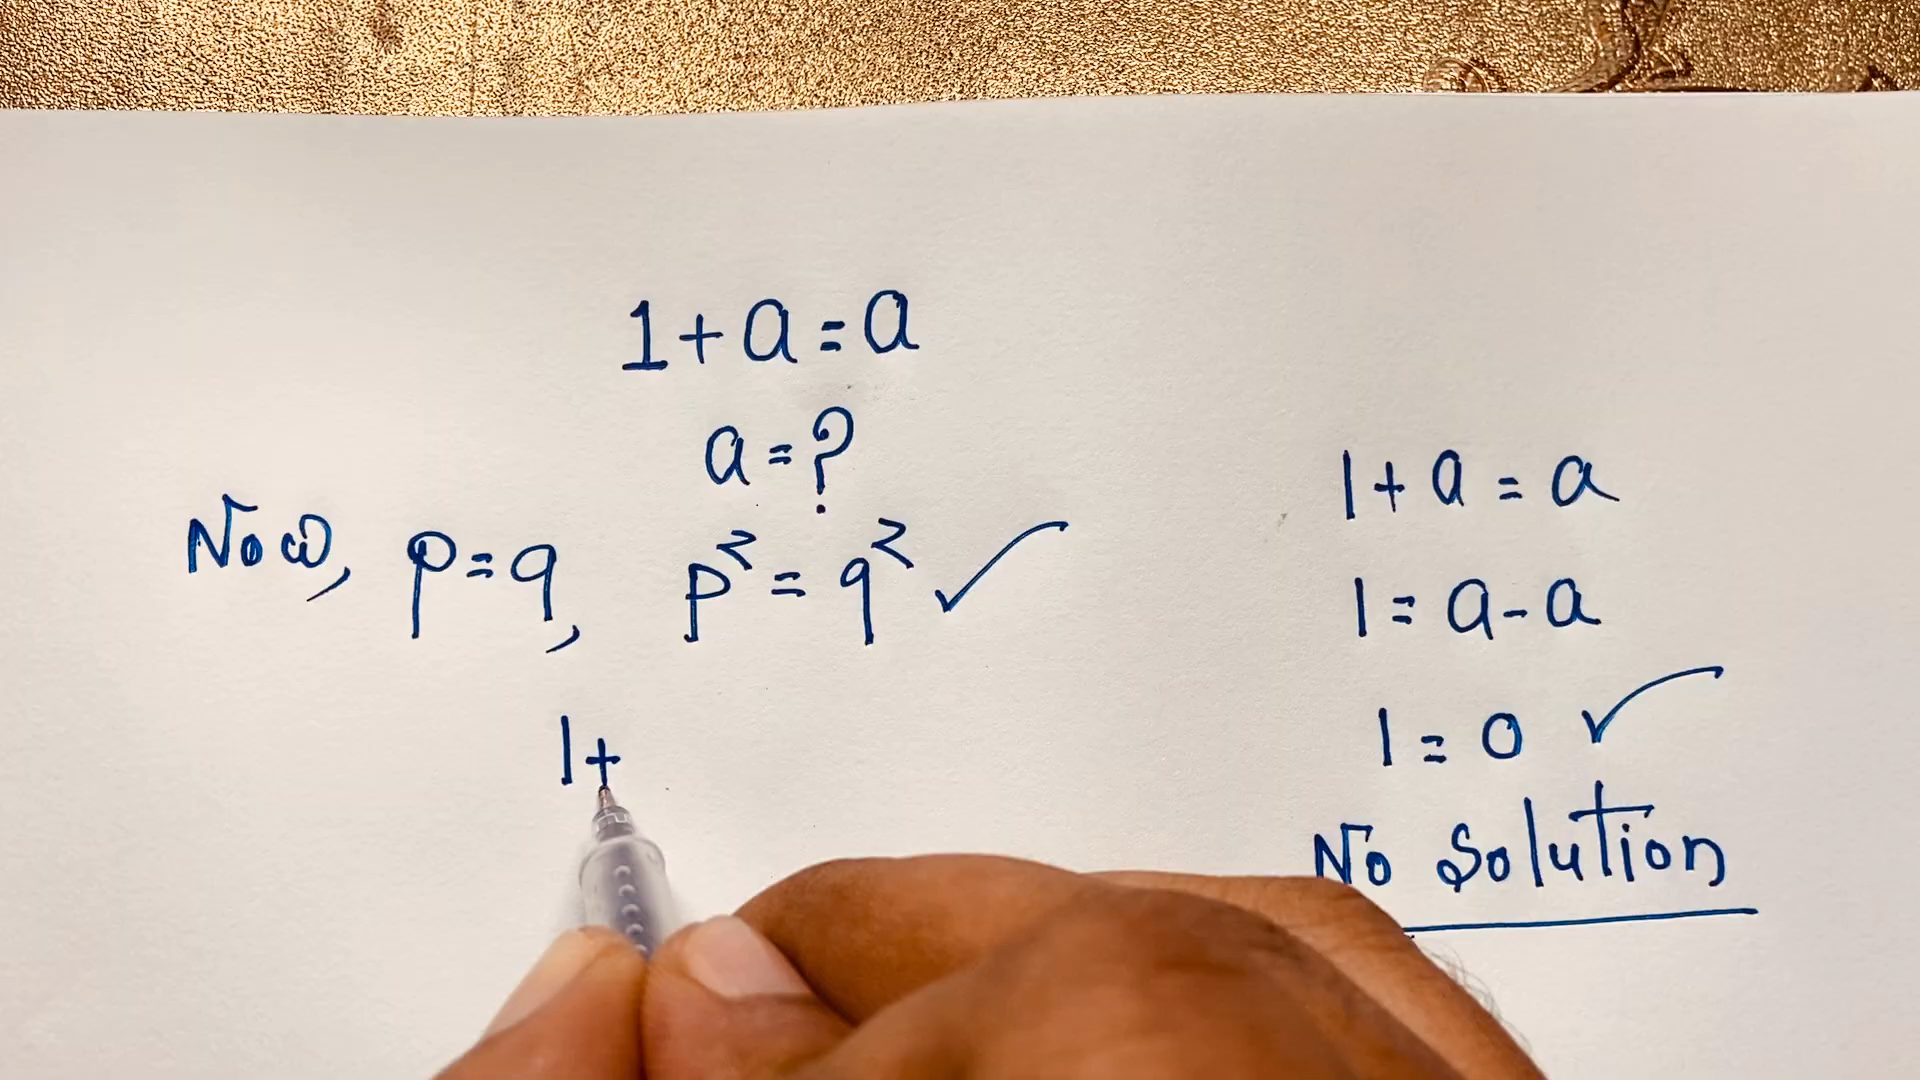 1+a=a
a=?
Now, p=q, p²=q²✓
1+
1+a=a
1=a-a
1=0 ✓
No Solution